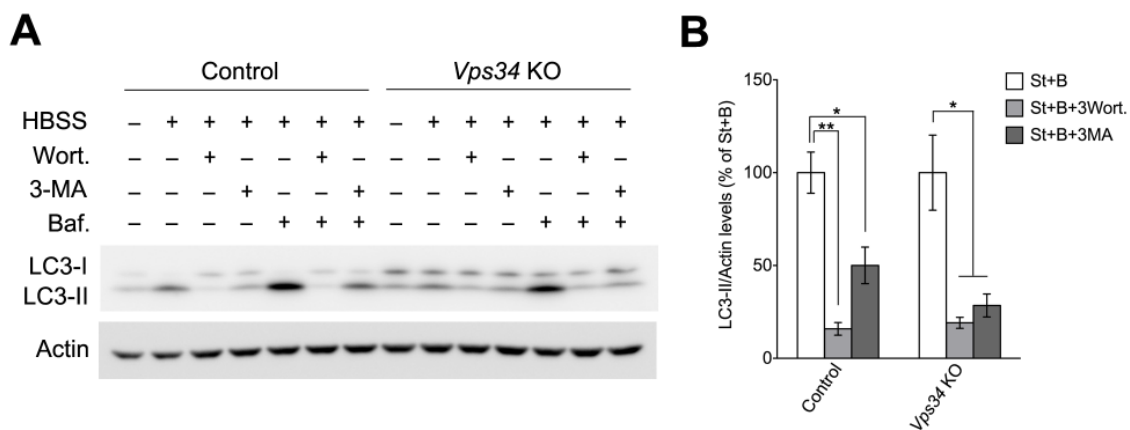 A
Control Vps34 KO
HBSS – + + + + + + – + + + + + +
Wort. – – + – – + – – – + – – + –
3-MA – – – + – – + – – – + – – +
Baf. – – – – + + + – – – – + + +
LC3-I
LC3-II
Actin
B
LC3-II/Actin levels (% of St+B)
150
100
50
0
* ** *
Control
Vps34 KO
St+B
St+B+3Wort.
St+B+3MA